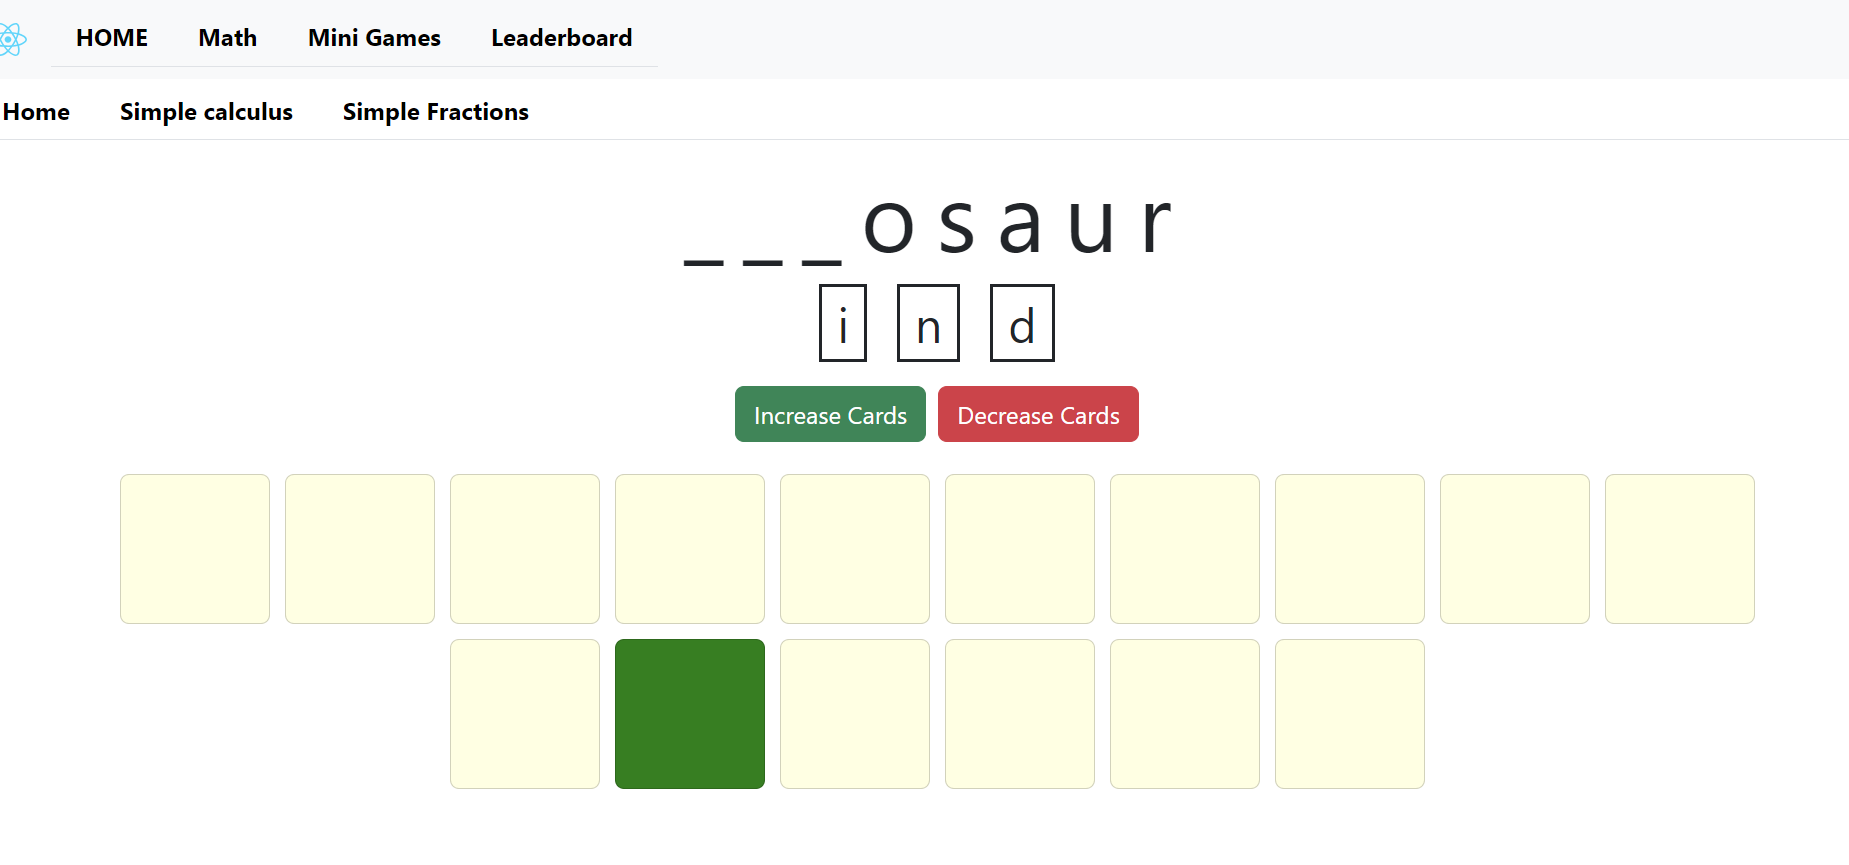 HOME Math Mini Games Leaderboard
Home Simple calculus Simple Fractions
_ _ _ o s a u r
i n d
Increase Cards Decrease Cards